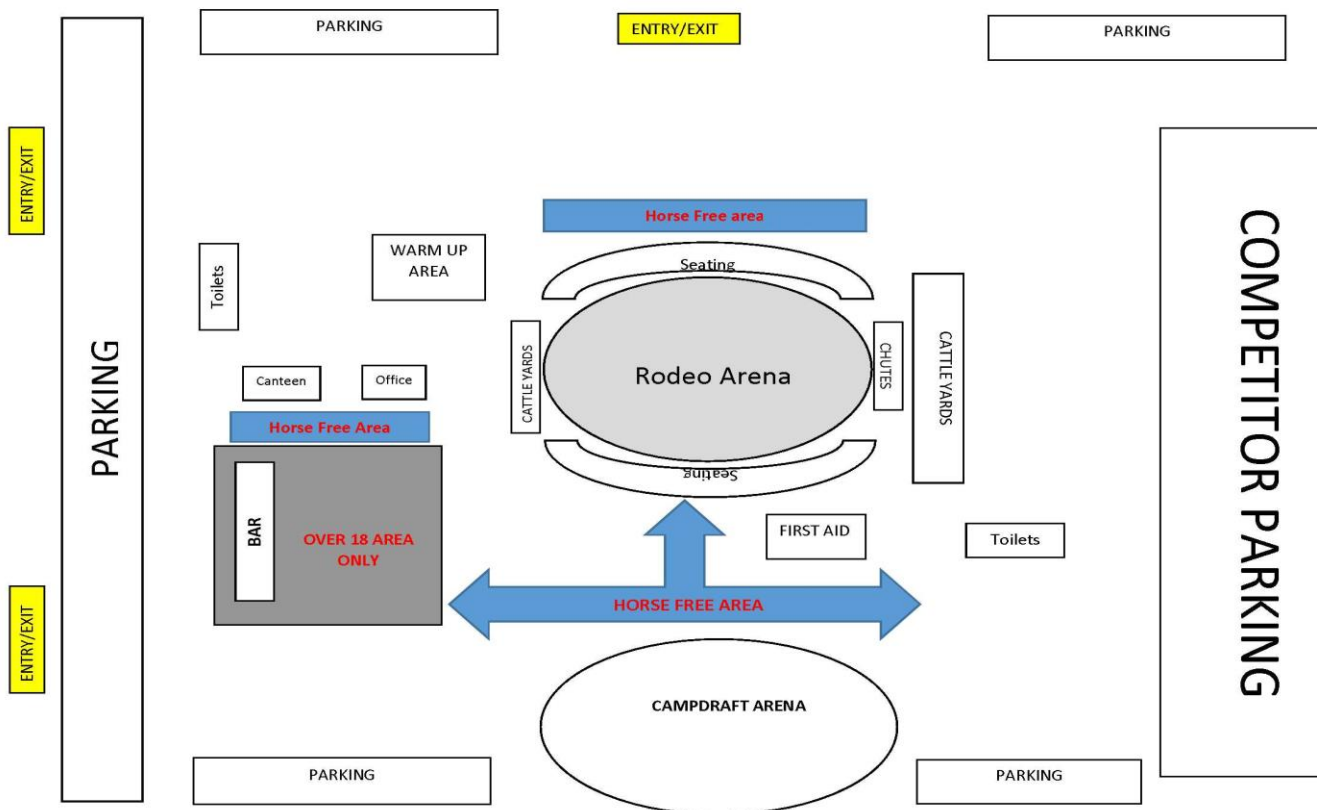 PARKING
ENTRY/EXIT
PARKING
ENTRY/EXIT
PARKING
COMPETITOR PARKING
Horse Free area
Toilets
WARM UP
AREA
Seating
CATTLE YARDS
Rodeo Arena
CHUTES
CATTLE YARDS
Canteen
Office
Horse Free Area
Seating
BAR
OVER 18 AREA
ONLY
FIRST AID
Toilets
HORSE FREE AREA
ENTRY/EXIT
CAMPDRAFT ARENA
PARKING
PARKING